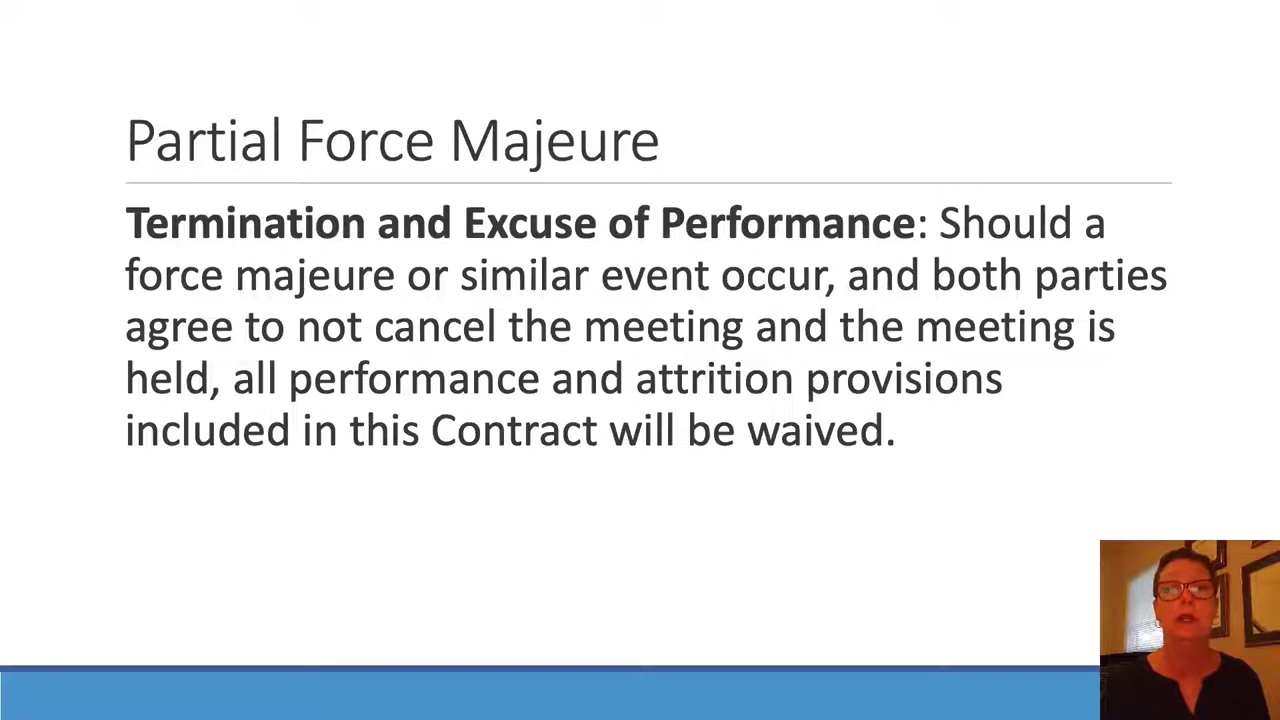 Partial Force Majeure
Termination and Excuse of Performance: Should a
force majeure or similar event occur, and both parties
agree to not cancel the meeting and the meeting is
held, all performance and attrition provisions
included in this Contract will be waived.